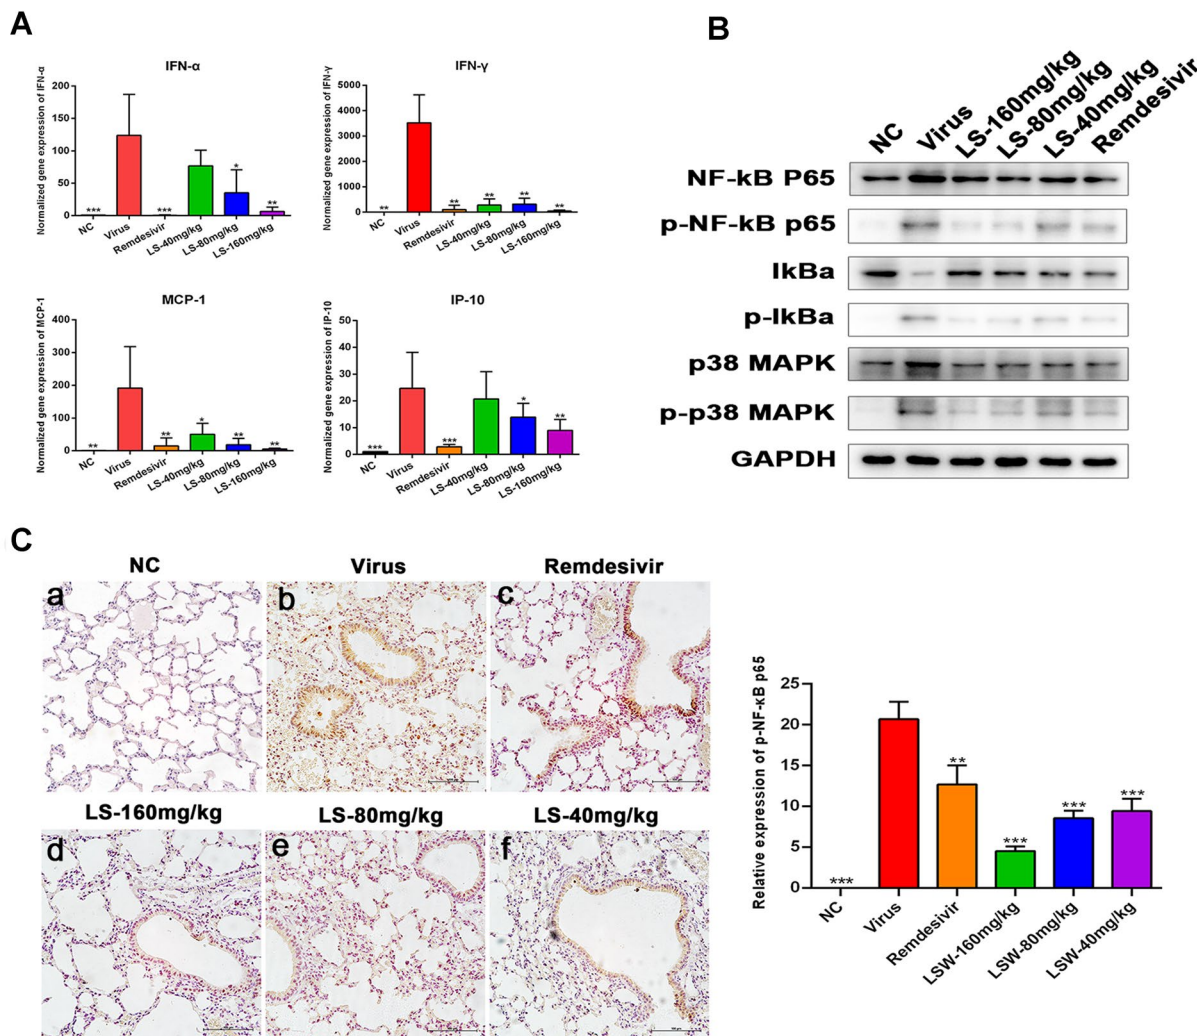 A
IFN-α
Normalized gene expression of IFN-α
200
150
100
50
0
***
***
*
**
NC
Virus
Remdesivir
LS-40mg/kg
LS-80mg/kg
LS-160mg/kg
IFN-γ
Normalized gene expression of IFN-γ
5000
4000
3000
2000
1000
0
**
**
**
**
**
NC
Virus
Remdesivir
LS-40mg/kg
LS-80mg/kg
LS-160mg/kg
MCP-1
Normalized gene expression of MCP-1
400
300
200
100
0
**
**
*
**
**
NC
Virus
Remdesivir
LS-40mg/kg
LS-80mg/kg
LS-160mg/kg
IP-10
Normalized gene expression of IP-10
50
40
30
20
10
0
***
***
*
**
NC
Virus
Remdesivir
LS-40mg/kg
LS-80mg/kg
LS-160mg/kg
B
NC
Virus
LS-160mg/kg
LS-80mg/kg
LS-40mg/kg
Remdesivir
NF-kB P65
p-NF-kB p65
IkBa
p-IkBa
p38 MAPK
p-p38 MAPK
GAPDH
C
NC
Virus
Remdesivir
a
b
c
LS-160mg/kg
LS-80mg/kg
LS-40mg/kg
d
e
f
Relative expression of p-NF-kB p65
25
20
15
10
5
0
***
**
***
***
***
NC
Virus
Remdesivir
LSW-160mg/kg
LSW-80mg/kg
LSW-40mg/kg